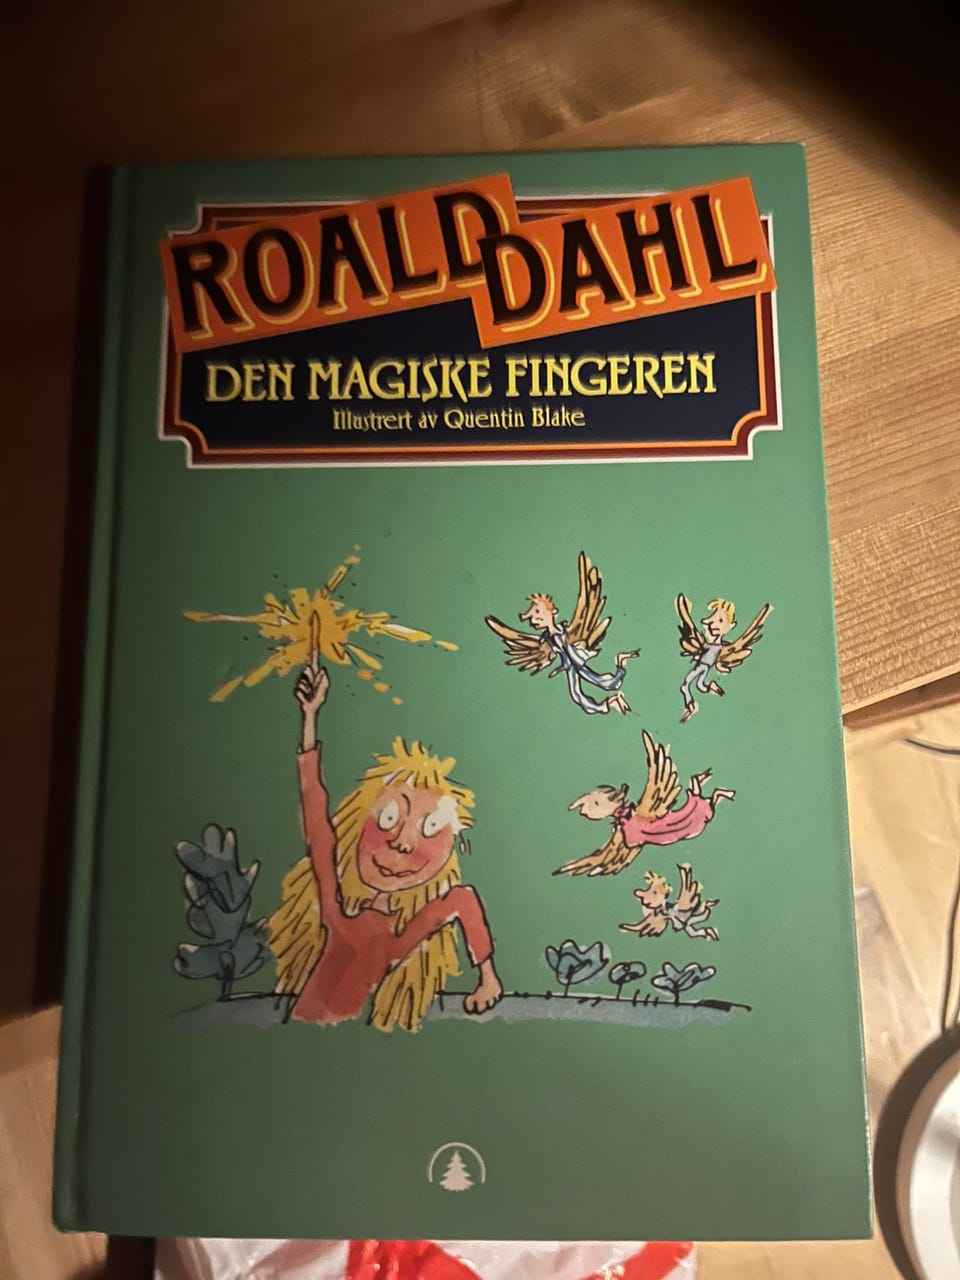 ROALD DAHL
DEN MAGISKE FINGEREN
Illustrert av Quentin Blake